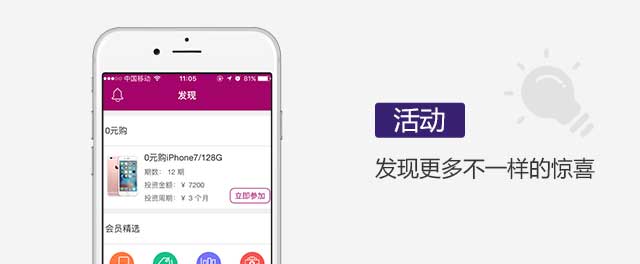 中国移动 11:05 81%
发现
0元购
0元购iPhone7/128G
期数: 12 期
投资金额: ¥ 7200
投资周期: ¥ 3 个月
立即参加
会员精选
活动
发现更多不一样的惊喜